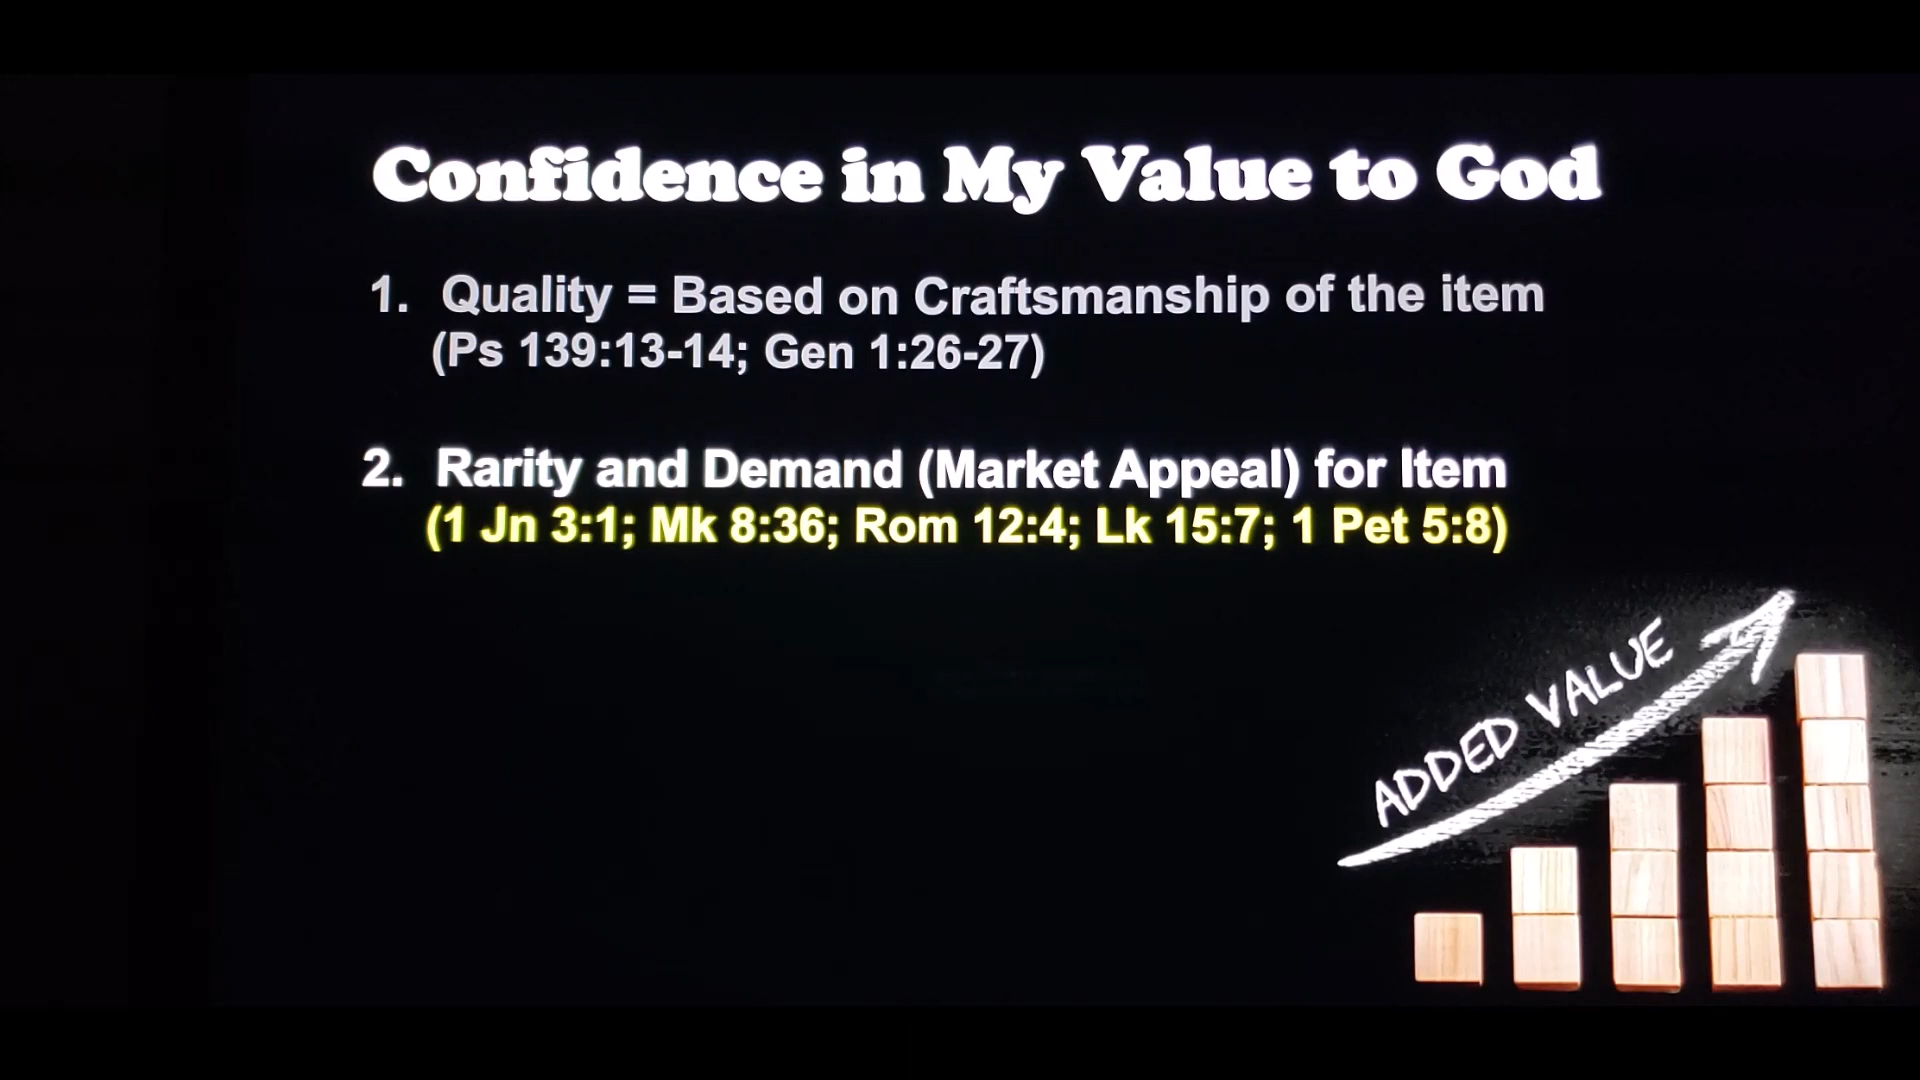 Confidence in My Value to God
1. Quality = Based on Craftsmanship of the item
(Ps 139:13-14; Gen 1:26-27)
2. Rarity and Demand (Market Appeal) for Item
(1 Jn 3:1; Mk 8:36; Rom 12:4; Lk 15:7; 1 Pet 5:8)
ADDED VALUE